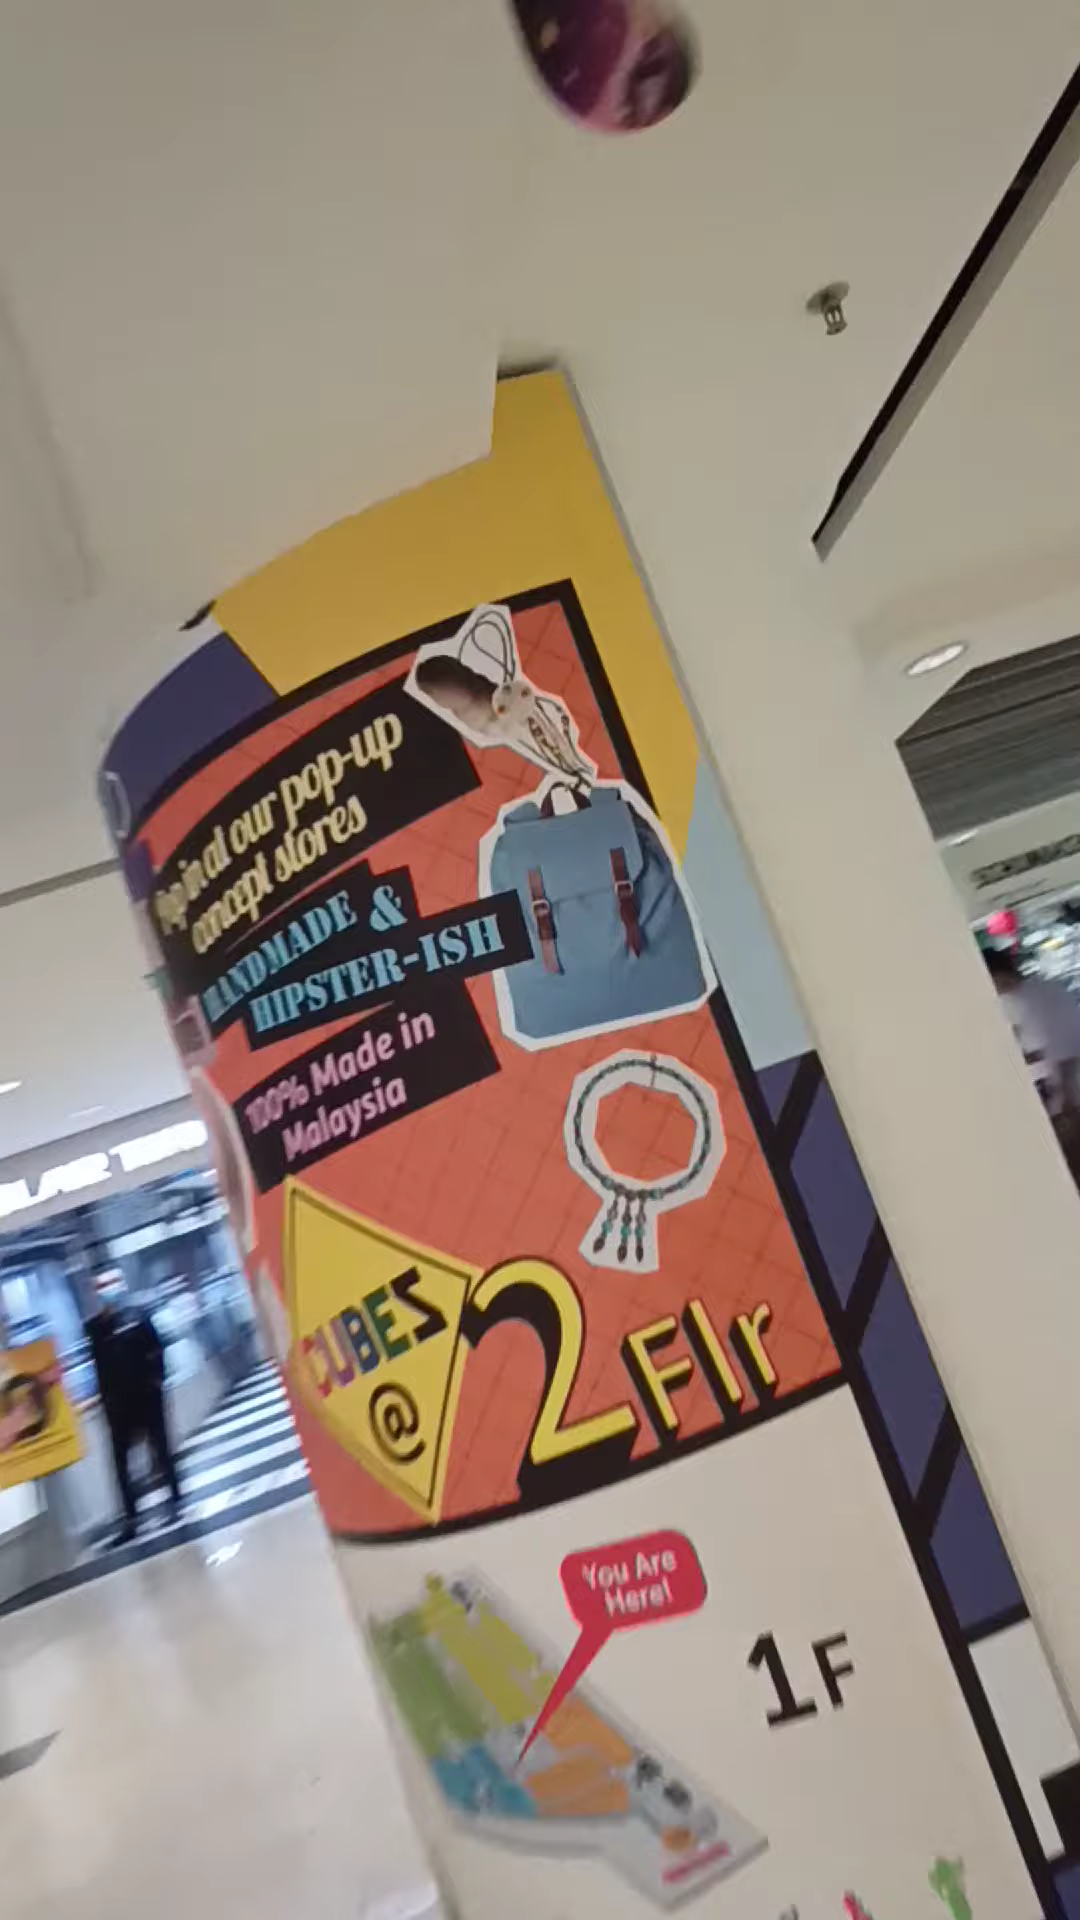 in at our pop-up
concept stores
HANDMADE &
HIPSTER-ISH
100% Made in
Malaysia
CUBES
@
2 Flr
You Are
Here!
1F